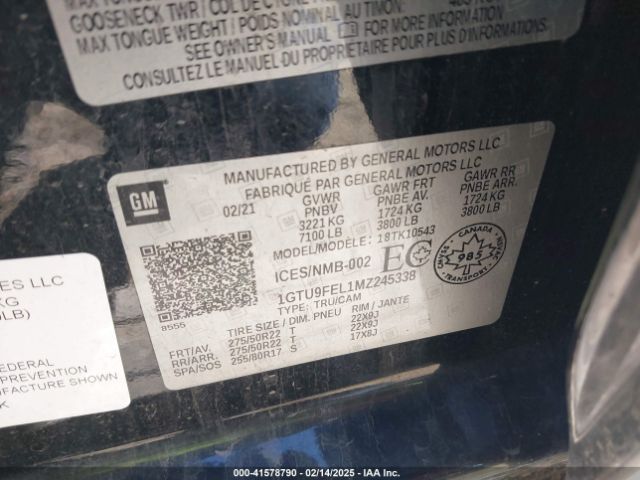 GOOSENECK TWR / COL DE CYGNE
MAX TONGUE WEIGHT / POIDS NOMINAL AU TIMON:
SEE OWNER'S MANUAL FOR MORE INFORMATION.
CONSULTEZ LE MANUEL DU PROPRIETAIRE POUR PLUS D'INFORMATIONS.
GM
MANUFACTURED BY GENERAL MOTORS LLC
FABRIQUÉ PAR GENERAL MOTORS LLC
02/21 GVWR GAWR FRT GAWR RR
PNBV PNBE AV. PNBE ARR.
3221 KG 1724 KG 1724 KG
7100 LB 3800 LB 3800 LB
MODEL/MODÈLE: 18TK10543
ICES/NMB-002 EC
CANADA
985
1GTU9FEL1MZ245338
TYPE: TRU/CAM
8555
TIRE SIZE / DIM. PNEU RIM / JANTE
FRT/AV. 275/50R22 T 22X9J
RR/ARR. 275/50R22 T 22X9J
SPA/SOS 255/80R17 S 17X8J
ES LLC
KG
LB)
FEDERAL
PREVENTION
FACTURE SHOWN
K
000-41578790 - 02/14/2025 - IAA Inc.